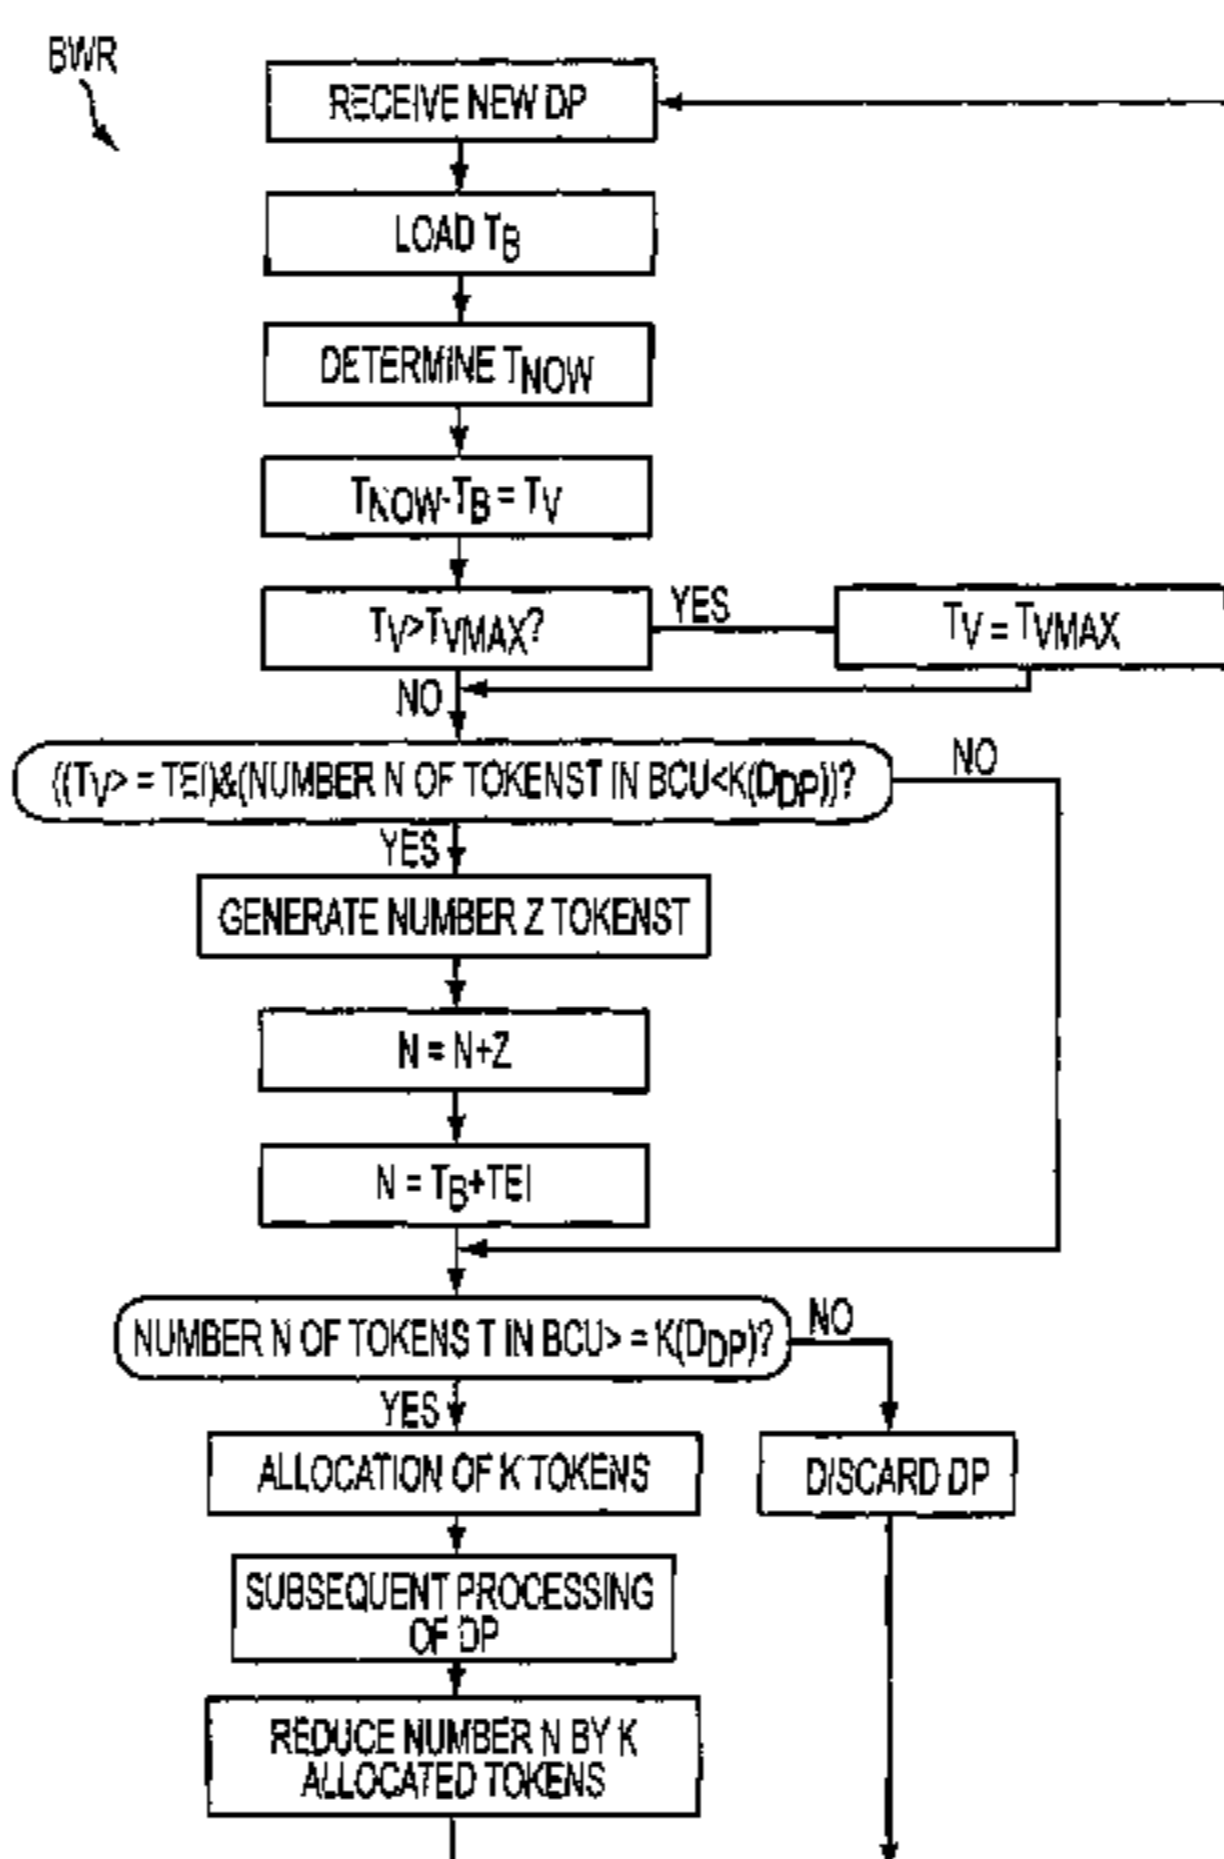 BWR
RECEIVE NEW DP
LOAD TB
DETERMINE TNOW
TNOW-TB = TV
TV>TVMAX?
YES
TV = TVMAX
NO
((TV> = TEI)&(NUMBER N OF TOKENST IN BCU<K(DDP))?
NO
YES
GENERATE NUMBER Z TOKENST
N = N+Z
N = TB+TEI
NUMBER N OF TOKENS T IN BCU> = K(DDP)?
NO
YES
ALLOCATION OF K TOKENS
DISCARD DP
SUBSEQUENT PROCESSING
OF DP
REDUCE NUMBER N BY K
ALLOCATED TOKENS